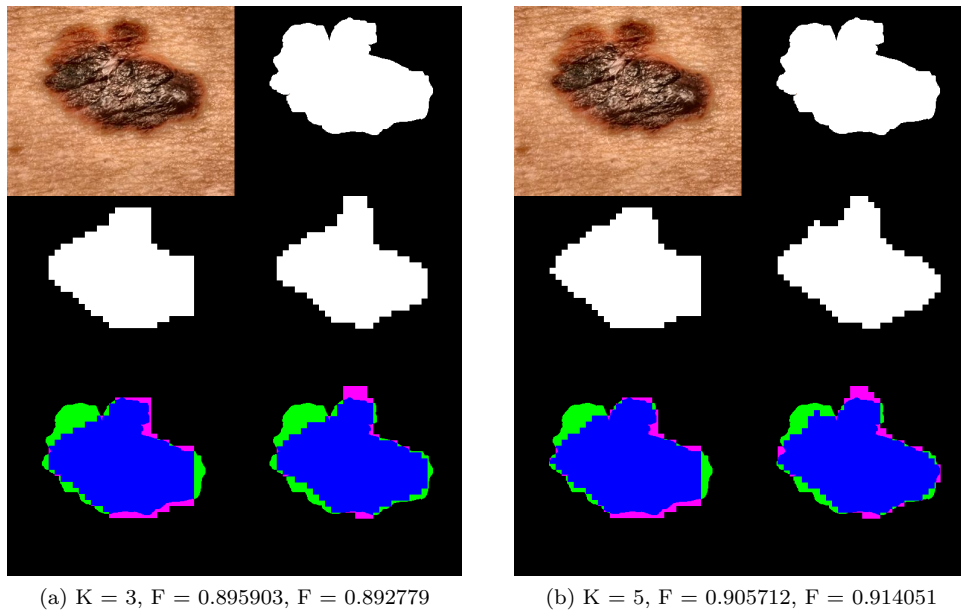 (a) K = 3, F = 0.895903, F = 0.892779
(b) K = 5, F = 0.905712, F = 0.914051